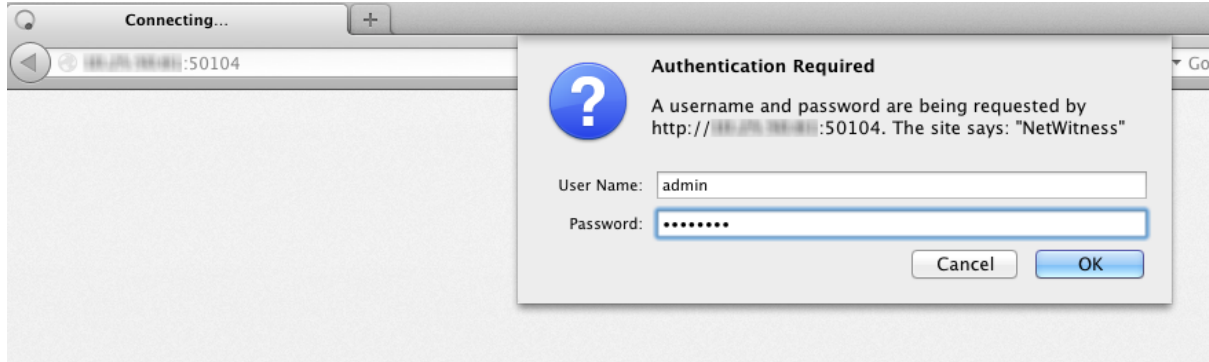 Connecting...
:50104
Go
Authentication Required
A username and password are being requested by
http:// :50104. The site says: "NetWitness"
User Name: admin
Password: ••••••••
Cancel
OK